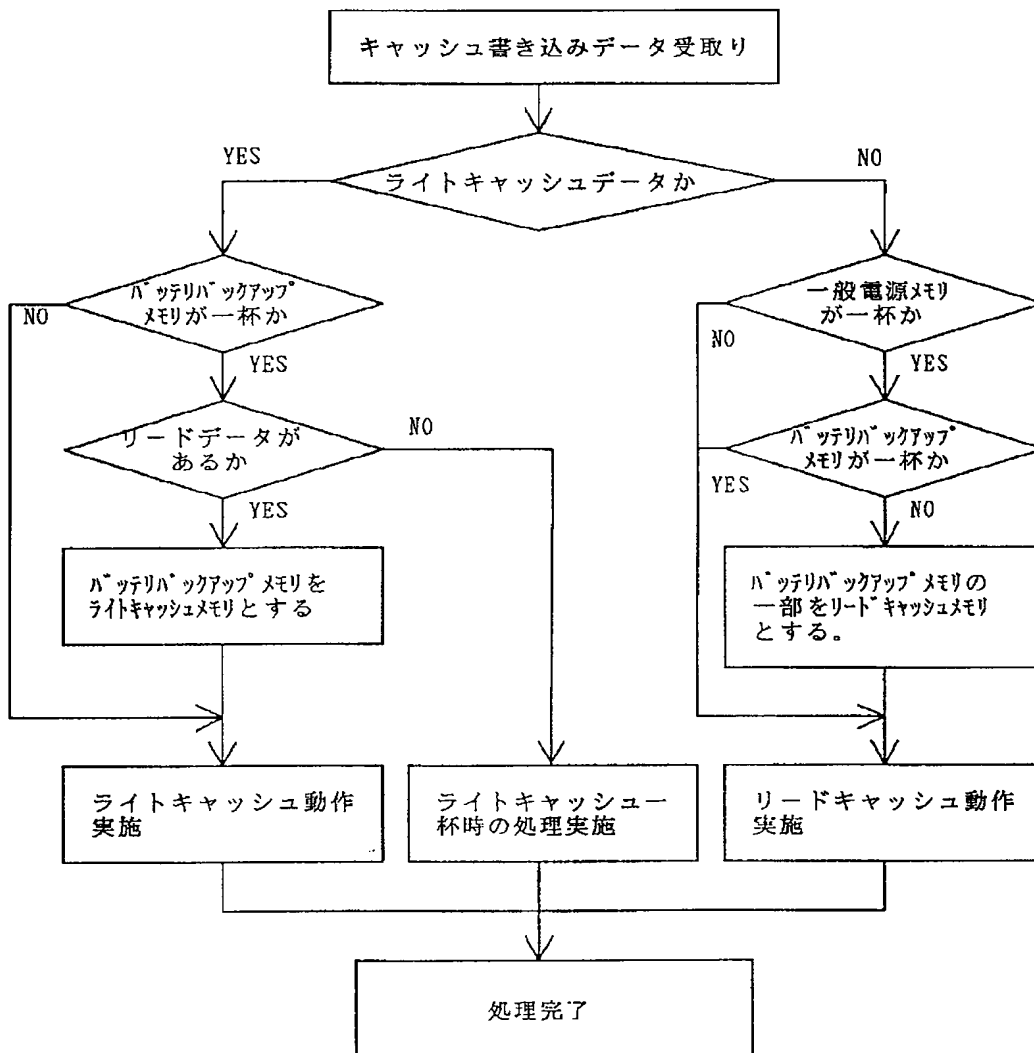 キャッシュ書き込みデータ受取り
YES
NO
ライトキャッシュデータか
バッテリバックアップ
メモリが一杯か
一般電源メモリ
が一杯か
NO
YES
NO
YES
リードデータが
あるか
NO
バッテリバックアップ
メモリが一杯か
YES
YES
NO
バッテリバックアップメモリを
ライトキャッシュメモリとする
バッテリバックアップメモリの
一部をリードキャッシュメモリ
とする。
ライトキャッシュ動作
実施
ライトキャッシュ一
杯時の処理実施
リードキャッシュ動作
実施
処理完了